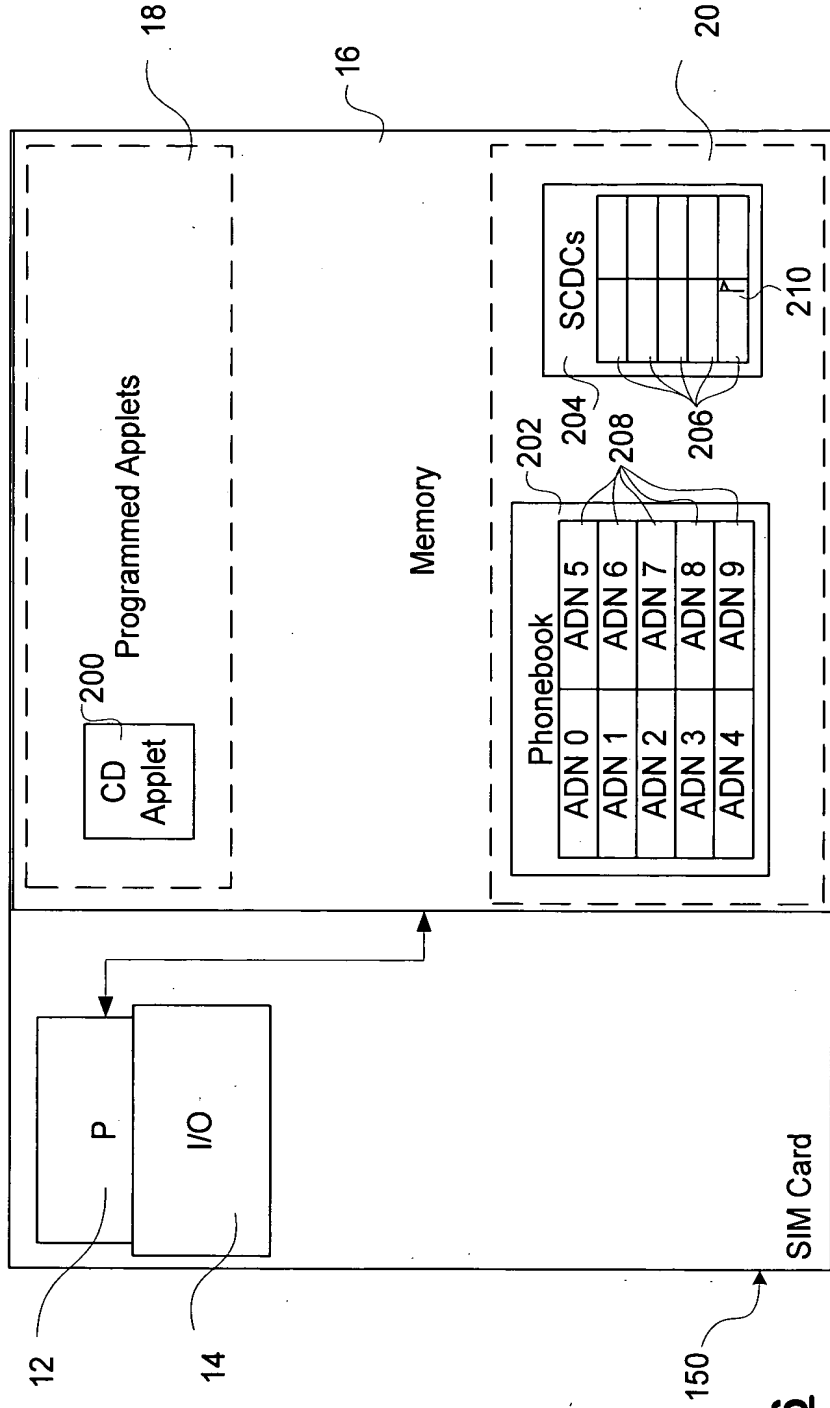 12
14
P
I/O
SIM Card
150
18
200
CD
Applet
Programmed Applets
16
Memory
20
202
Phonebook
ADN 0 ADN 5
ADN 1 ADN 6
ADN 2 ADN 7
ADN 3 ADN 8
ADN 4 ADN 9
208
204
SCDCs
206
210